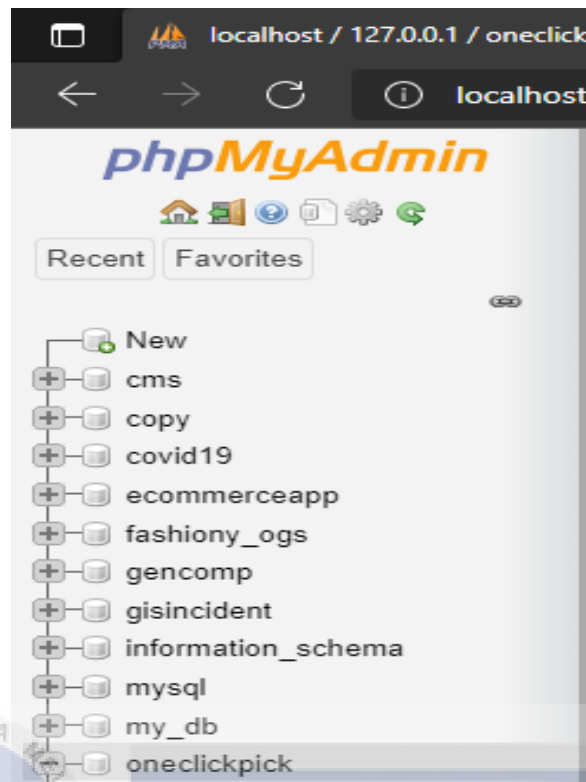 localhost / 127.0.0.1 / oneclick
localhost
phpMyAdmin
Recent Favorites
New
cms
copy
covid19
ecommerceapp
fashiony_ogs
gencomp
gisincident
information_schema
mysql
my_db
oneclickpick